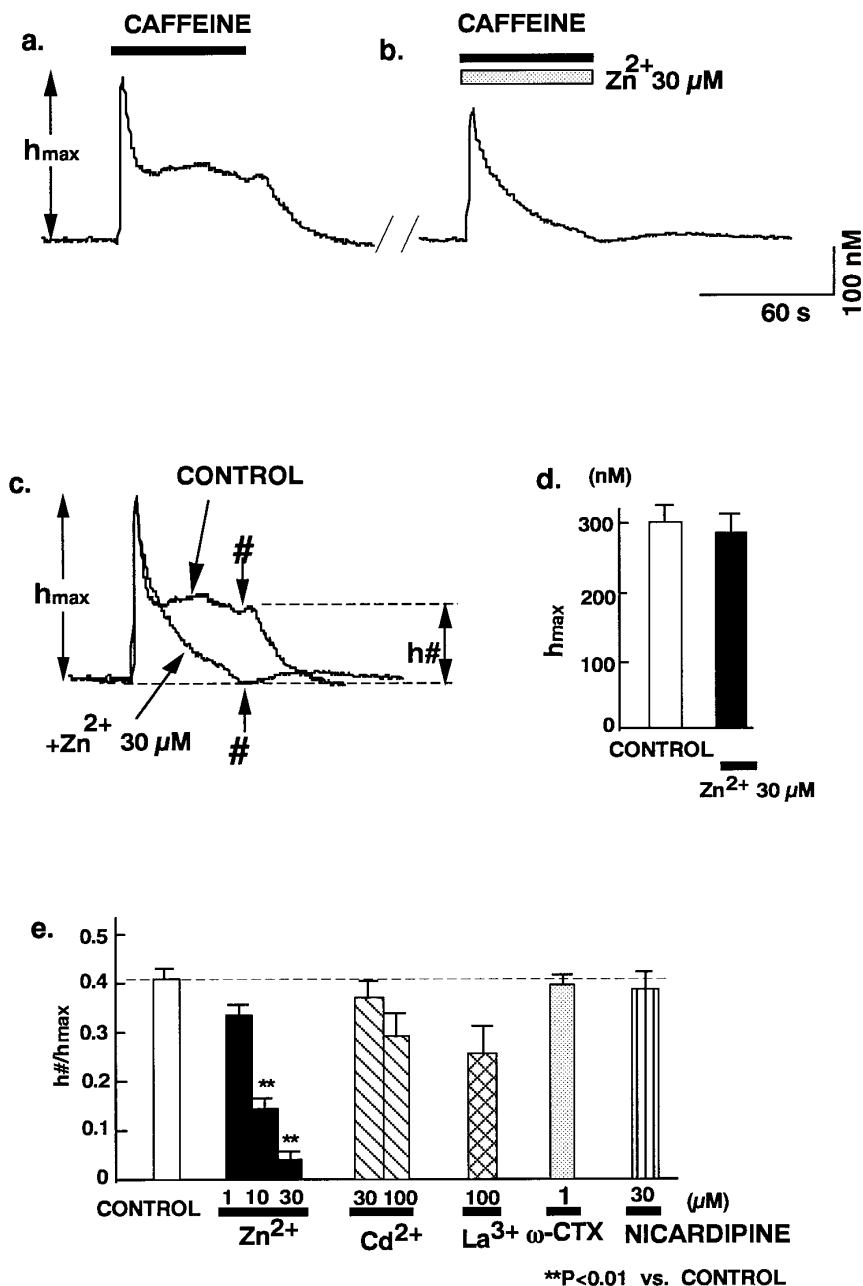 a.
CAFFEINE
b.
CAFFEINE
Zn2+ 30 µM
hmax
100 nM
60 s
c.
CONTROL
#
hmax
h#
+Zn2+ 30 µM
#
d.
(nM)
300
200
100
0
hmax
CONTROL
Zn2+ 30 µM
e.
0.5
0.4
0.3
0.2
0.1
0
h#/hmax
**
**
CONTROL
1 10 30
30 100
100
1
30
(µM)
Zn2+
Cd2+
La3+
ω-CTX
NICARDIPINE
**P<0.01 vs. CONTROL